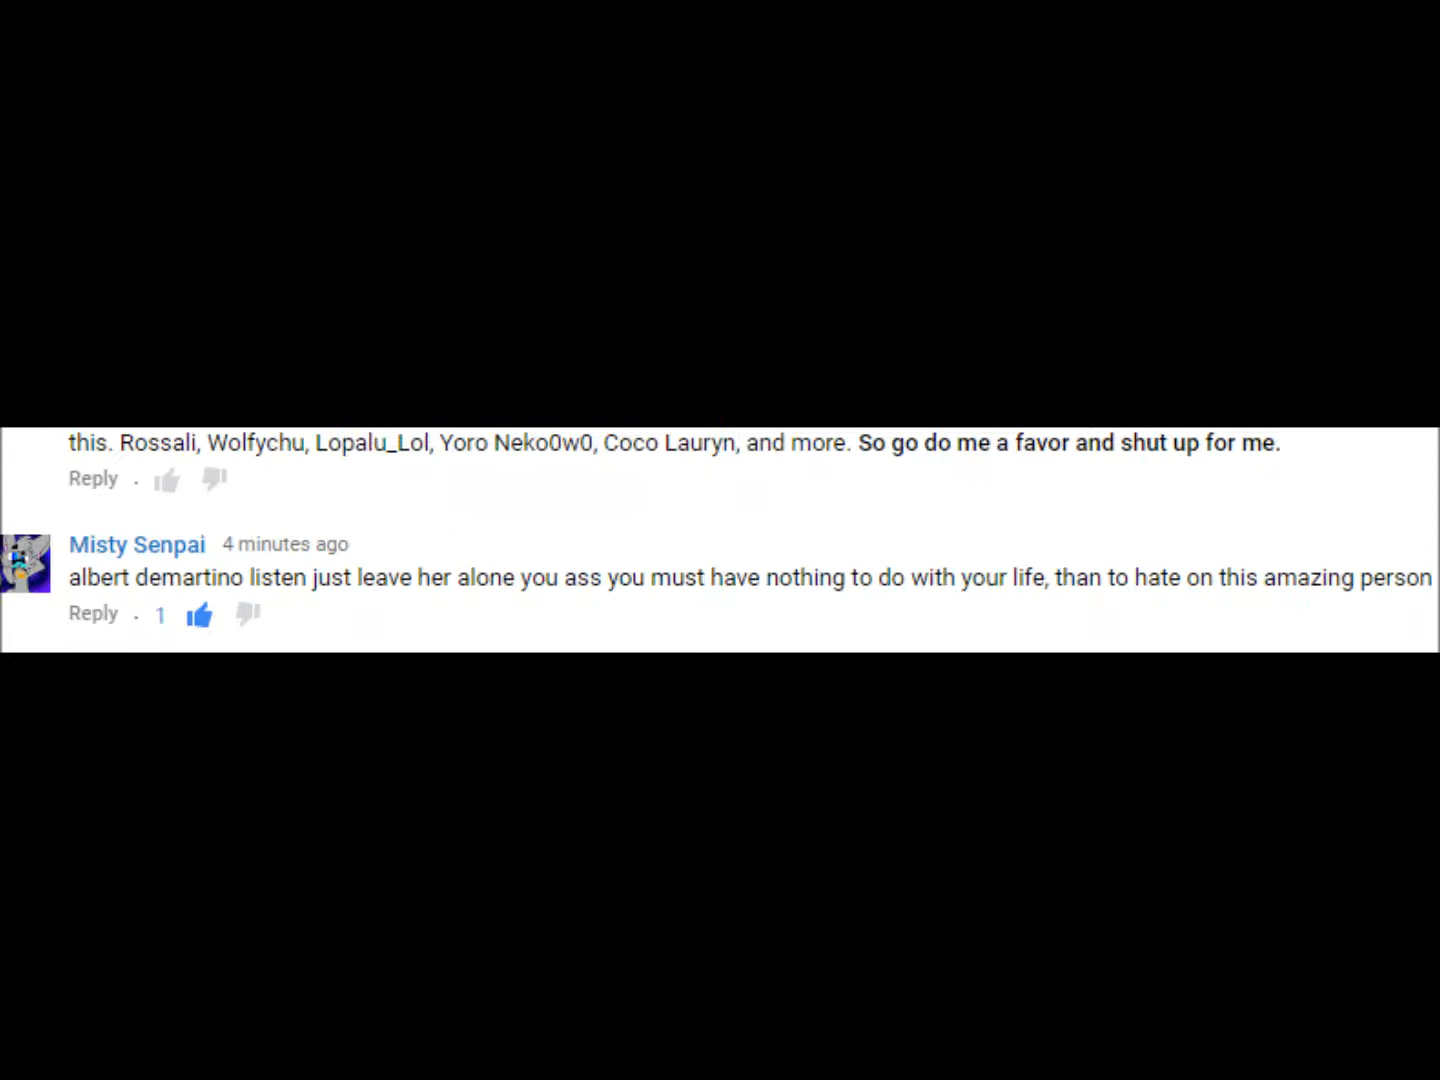 this. Rossali, Wolfychu, Lopalu_Lol, Yoro Neko0w0, Coco Lauryn, and more. So go do me a favor and shut up for me.
Reply .
Misty Senpai 4 minutes ago
albert demartino listen just leave her alone you ass you must have nothing to do with your life, than to hate on this amazing person
Reply . 1